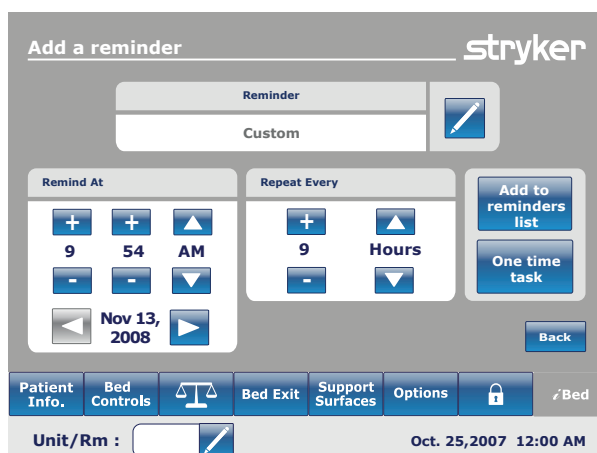 Add a reminder
stryker
Reminder
Custom
Remind At
Repeat Every
+ + +
9 54 AM 9 Hours
- - -
Nov 13,
2008
Add to
reminders
list
One time
task
Back
Patient
Info.
Bed
Controls
Bed Exit
Support
Surfaces
Options
iBed
Unit/Rm :
Oct. 25,2007 12:00 AM